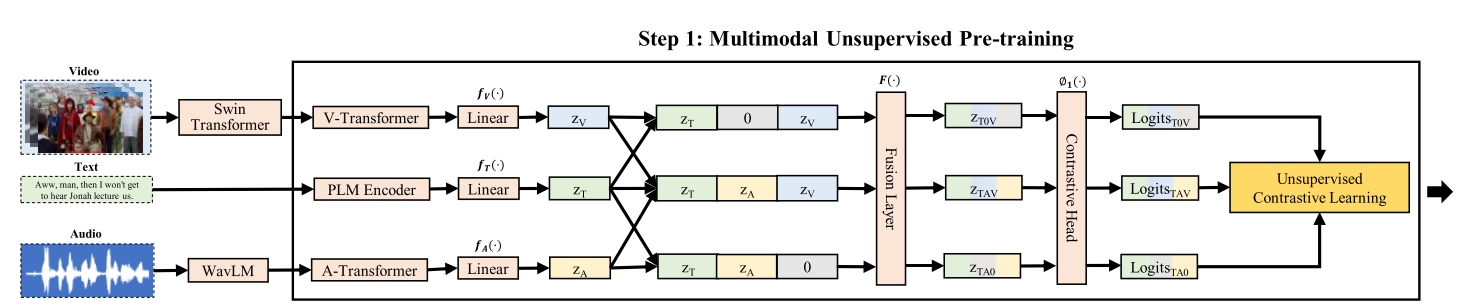 Step 1: Multimodal Unsupervised Pre-training
Video
Swin
Transformer
V-Transformer
f_V(·)
Linear
z_V
z_T
0
z_V
F(·)
Fusion Layer
z_T0V
∅_1(·)
Contrastive Head
Logits_T0V
Text
Aww, man, then I won't get
to hear Jonah lecture us.
PLM Encoder
f_T(·)
Linear
z_T
z_T
z_A
z_V
z_TAV
Logits_TAV
Unsupervised
Contrastive Learning
Audio
WavLM
A-Transformer
f_A(·)
Linear
z_A
z_T
z_A
0
z_TA0
Logits_TA0